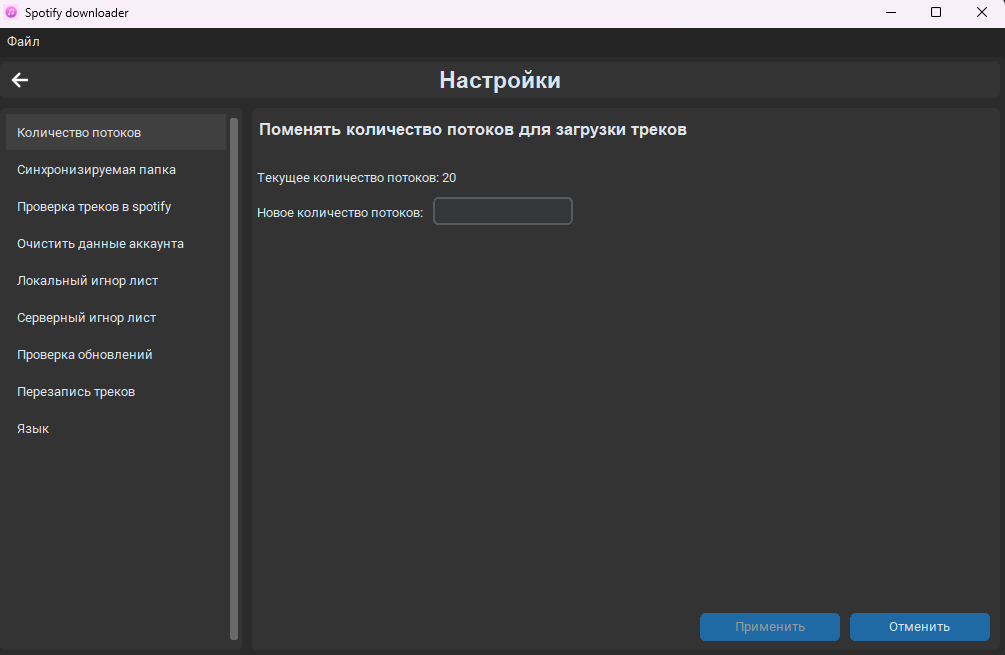 Spotify downloader
Файл
Настройки
Количество потоков
Синхронизируемая папка
Проверка треков в spotify
Очистить данные аккаунта
Локальный игнор лист
Серверный игнор лист
Проверка обновлений
Перезапись треков
Язык
Поменять количество потоков для загрузки треков
Текущее количество потоков: 20
Новое количество потоков:
Применить
Отменить